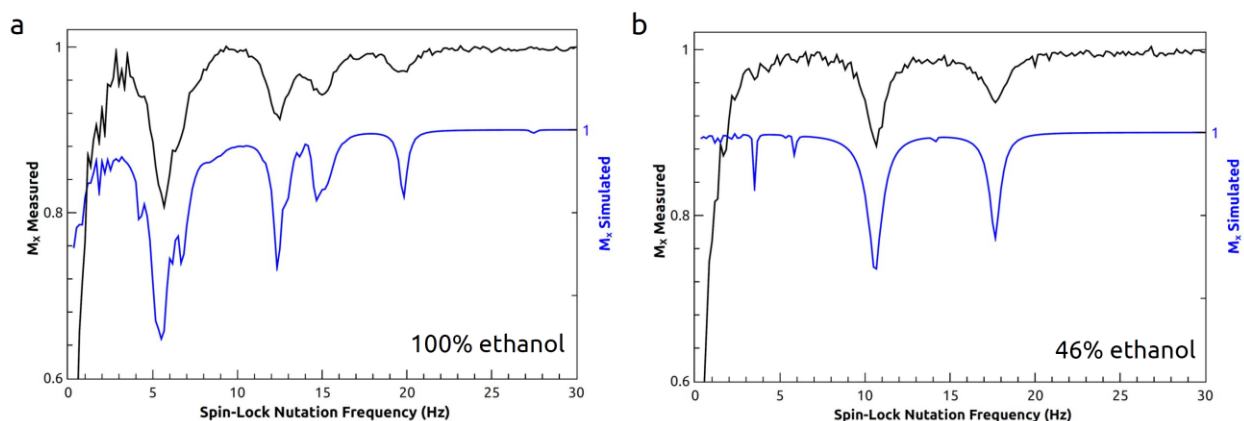 a
1
0.8
0.6
Mx Measured
1
Mx Simulated
100% ethanol
0 5 10 15 20 25 30
Spin-Lock Nutation Frequency (Hz)
b
1
0.8
0.6
Mx Measured
1
Mx Simulated
46% ethanol
0 5 10 15 20 25 30
Spin-Lock Nutation Frequency (Hz)